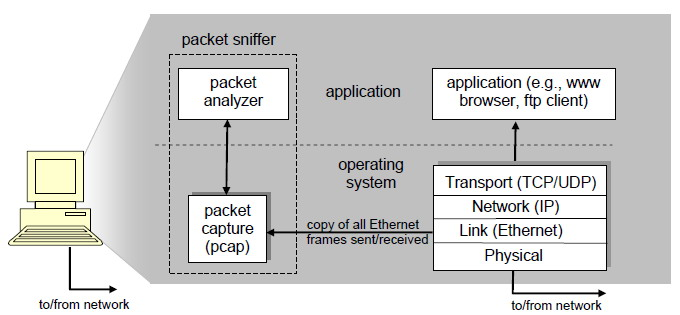 packet sniffer
packet
analyzer
application
application (e.g., www
browser, ftp client)
operating
system
packet
capture
(pcap)
copy of all Ethernet
frames sent/received
Transport (TCP/UDP)
Network (IP)
Link (Ethernet)
Physical
to/from network
to/from network